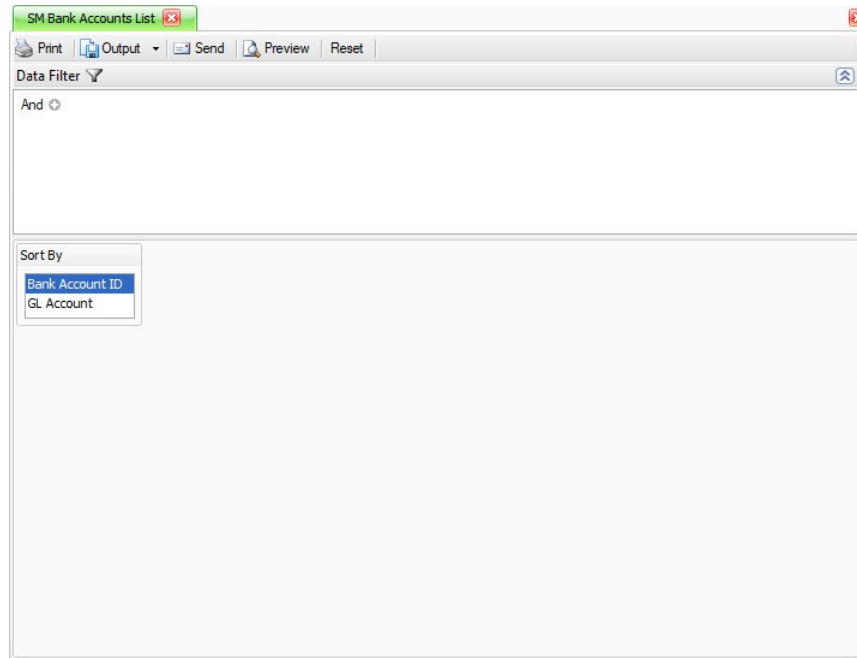 SM Bank Accounts List
Print Output Send Preview Reset
Data Filter
And
Sort By
Bank Account ID
GL Account